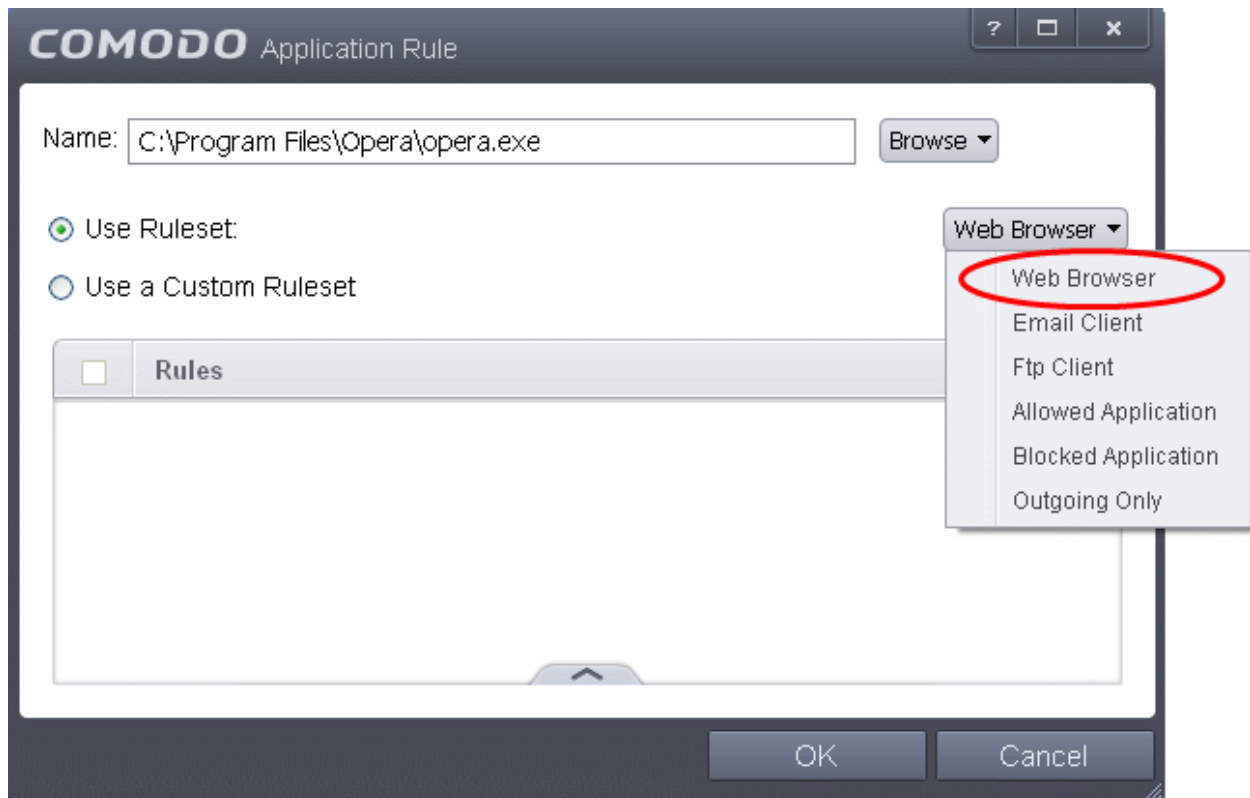 COMODO Application Rule ?
Name: C:\Program Files\Opera\opera.exe Browse
Use Ruleset: Web Browser
Web Browser
Use a Custom Ruleset
Email Client
Ftp Client
Rules
Allowed Application
Blocked Application
Outgoing Only
OK Cancel